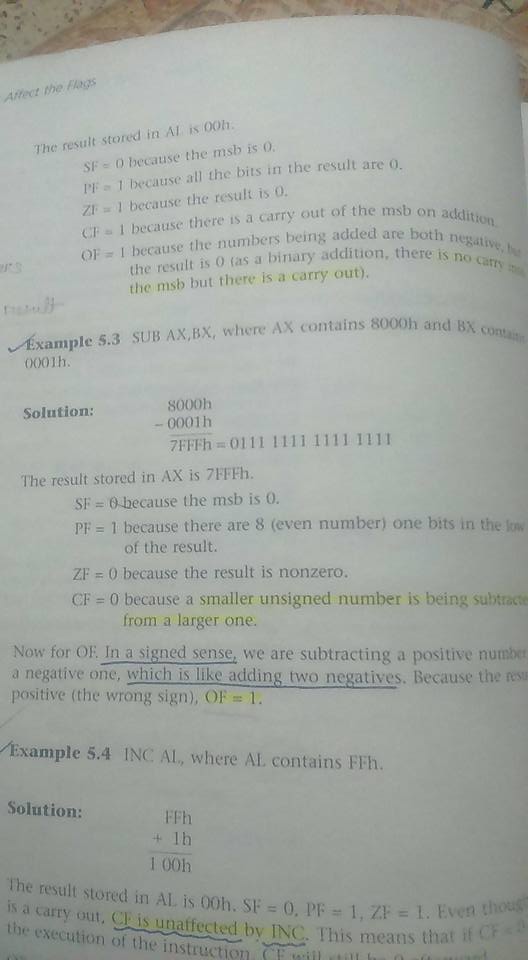 Affect the Flags
The result stored in AL is 00h.
SF = 0 because the msb is 0.
PF = 1 because all the bits in the result are 0.
ZF = 1 because the result is 0.
CF = 1 because there is a carry out of the msb on addition.
OF = 1 because the numbers being added are both negative,
the result is 0 (as a binary addition, there is no carry
the msb but there is a carry out).
result
Example 5.3 SUB AX,BX, where AX contains 8000h and BX contains
0001h.
Solution: 8000h
– 0001h
7FFFh = 0111 1111 1111 1111
The result stored in AX is 7FFFh.
SF = 0 because the msb is 0.
PF = 1 because there are 8 (even number) one bits in the low
of the result.
ZF = 0 because the result is nonzero.
CF = 0 because a smaller unsigned number is being subtracte
from a larger one.
Now for OF. In a signed sense, we are subtracting a positive number
a negative one, which is like adding two negatives. Because the resu
positive (the wrong sign), OF = 1.
Example 5.4 INC AL, where AL contains FFh.
Solution: FFh
+ 1h
1 00h
The result stored in AL is 00h. SF = 0, PF = 1, ZF = 1. Even though
is a carry out, CF is unaffected by INC. This means that if CF =
the execution of the instruction, CF will still be 0